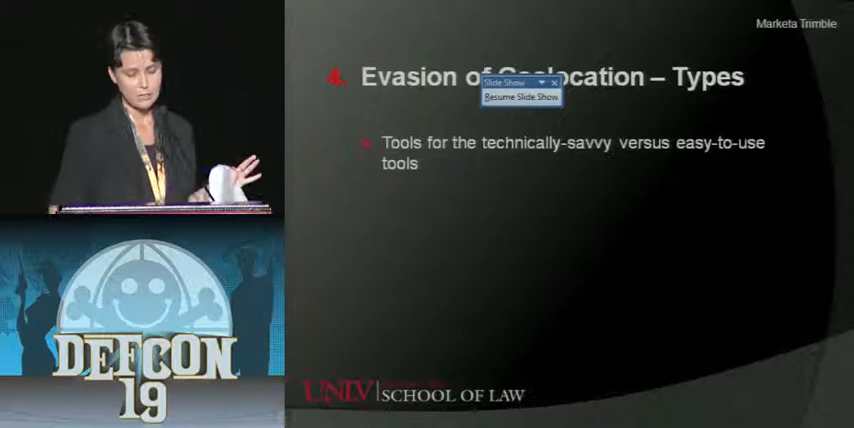 Marketa Trimble
4. Evasion of Geolocation – Types
Slide Show
Resume Slide Show
Tools for the technically-savvy versus easy-to-use
tools
DEFCON
19
UNLV SCHOOL OF LAW